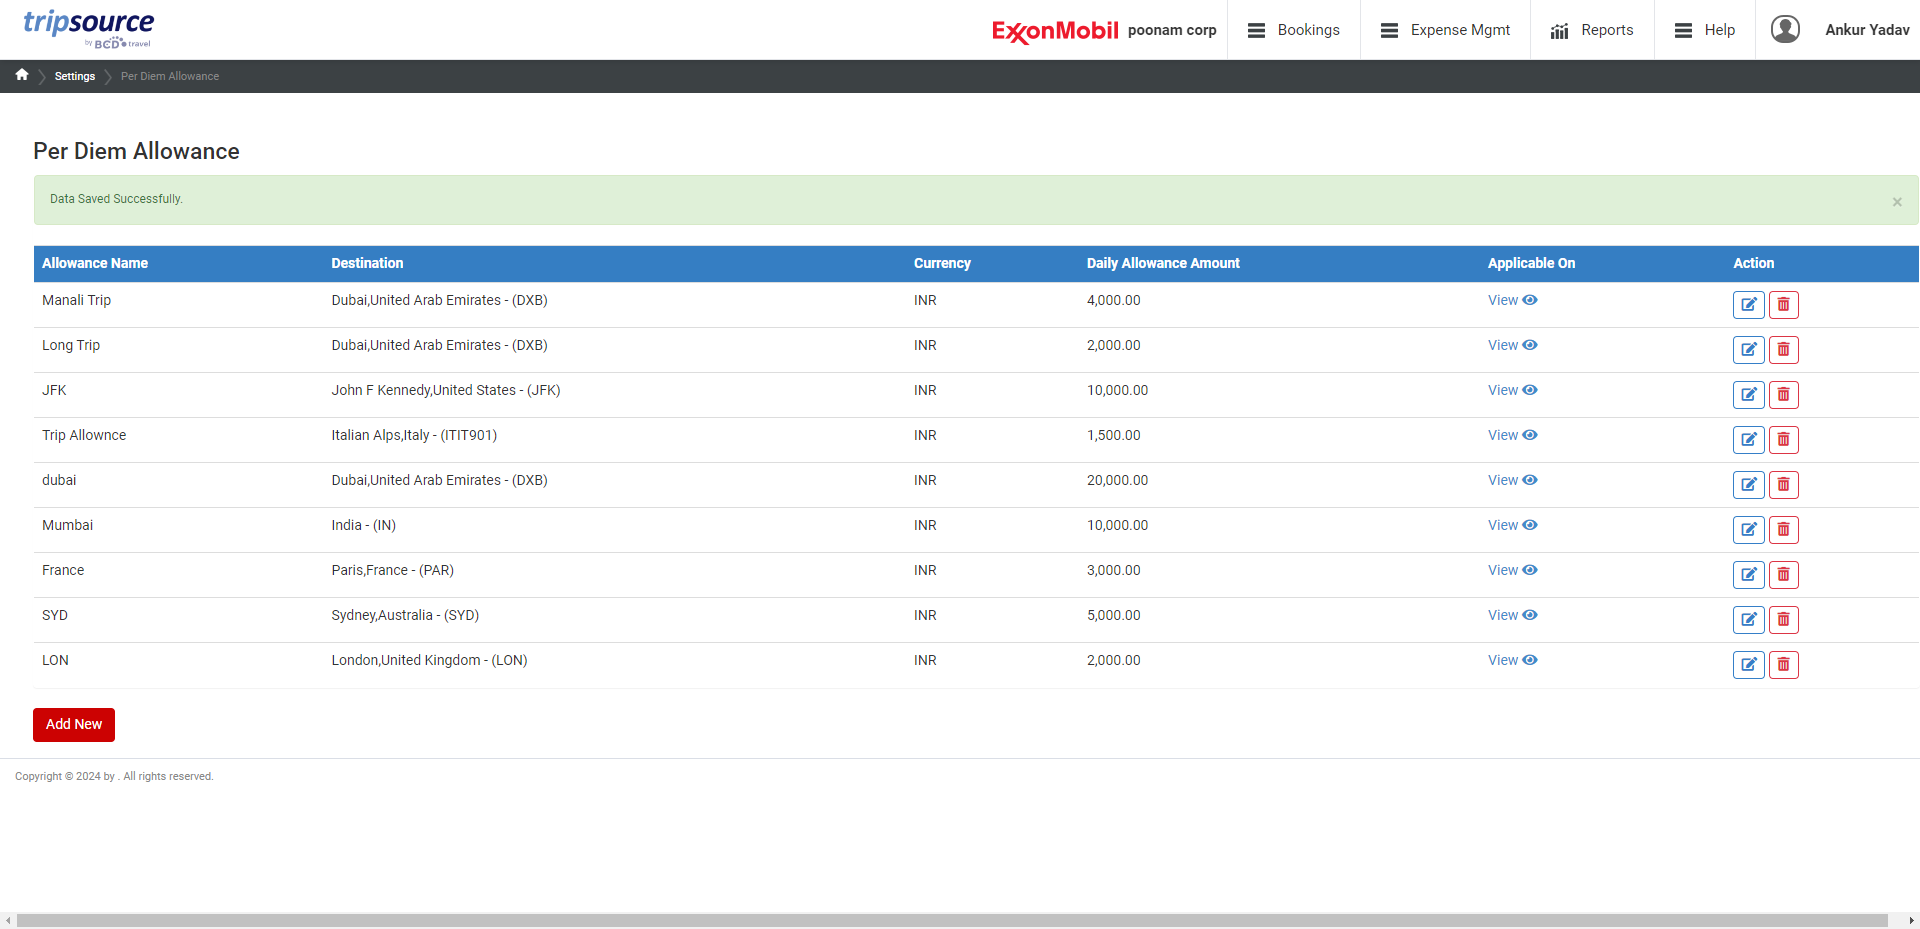 tripsource
by BCD travel
ExxonMobil poonam corp Bookings Expense Mgmt Reports Help Ankur Yadav
Settings Per Diem Allowance
Per Diem Allowance
Data Saved Successfully. ×
Allowance Name Destination Currency Daily Allowance Amount Applicable On Action
Manali Trip Dubai,United Arab Emirates - (DXB) INR 4,000.00 View
Long Trip Dubai,United Arab Emirates - (DXB) INR 2,000.00 View
JFK John F Kennedy,United States - (JFK) INR 10,000.00 View
Trip Allownce Italian Alps,Italy - (ITIT901) INR 1,500.00 View
dubai Dubai,United Arab Emirates - (DXB) INR 20,000.00 View
Mumbai India - (IN) INR 10,000.00 View
France Paris,France - (PAR) INR 3,000.00 View
SYD Sydney,Australia - (SYD) INR 5,000.00 View
LON London,United Kingdom - (LON) INR 2,000.00 View
Add New
Copyright © 2024 by . All rights reserved.